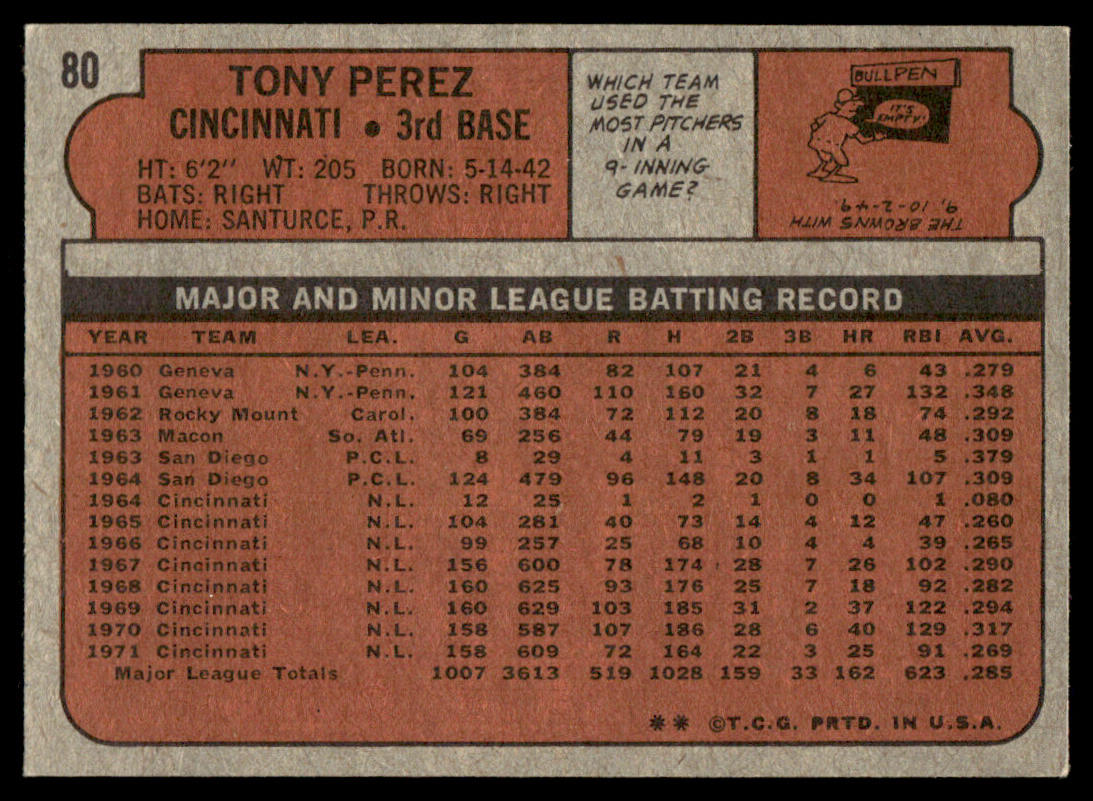 80
TONY PEREZ
CINCINNATI • 3rd BASE
HT: 6'2" WT: 205 BORN: 5-14-42
BATS: RIGHT THROWS: RIGHT
HOME: SANTURCE, P.R.
WHICH TEAM
USED THE
MOST PITCHERS
IN A
9-INNING
GAME?
BULLPEN
IT'S
EMPTY!
THE BROWNS WITH
9, 10-2-49.
MAJOR AND MINOR LEAGUE BATTING RECORD
YEAR TEAM LEA. G AB R H 2B 3B HR RBI AVG.
1960 Geneva N.Y.-Penn. 104 384 82 107 21 4 6 43 .279
1961 Geneva N.Y.-Penn. 121 460 110 160 32 7 27 132 .348
1962 Rocky Mount Carol. 100 384 72 112 20 8 18 74 .292
1963 Macon So. Atl. 69 256 44 79 19 3 11 48 .309
1963 San Diego P.C.L. 8 29 4 11 3 1 1 5 .379
1964 San Diego P.C.L. 124 479 96 148 20 8 34 107 .309
1964 Cincinnati N.L. 12 25 1 2 1 0 0 1 .080
1965 Cincinnati N.L. 104 281 40 73 14 4 12 47 .260
1966 Cincinnati N.L. 99 257 25 68 10 4 4 39 .265
1967 Cincinnati N.L. 156 600 78 174 28 7 26 102 .290
1968 Cincinnati N.L. 160 625 93 176 25 7 18 92 .282
1969 Cincinnati N.L. 160 629 103 185 31 2 37 122 .294
1970 Cincinnati N.L. 158 587 107 186 28 6 40 129 .317
1971 Cincinnati N.L. 158 609 72 164 22 3 25 91 .269
Major League Totals 1007 3613 519 1028 159 33 162 623 .285
** ©T.C.G. PRTD. IN U.S.A.